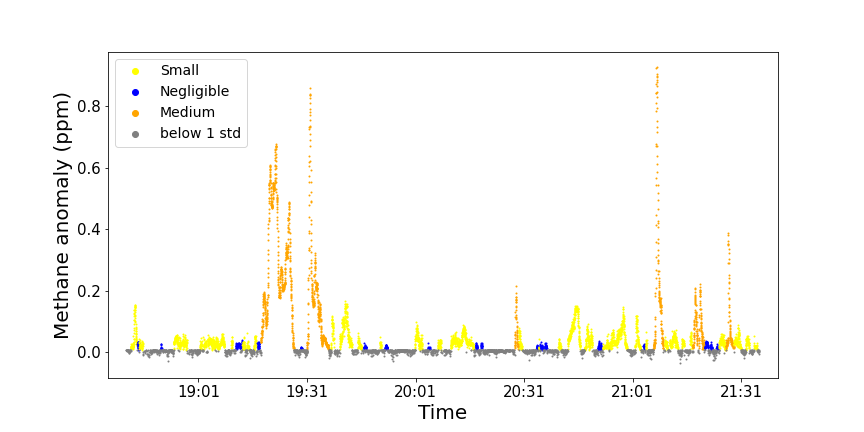 Small
Negligible
Medium
below 1 std
Methane anomaly (ppm)
0.8
0.6
0.4
0.2
0.0
19:01 19:31 20:01 20:31 21:01 21:31
Time